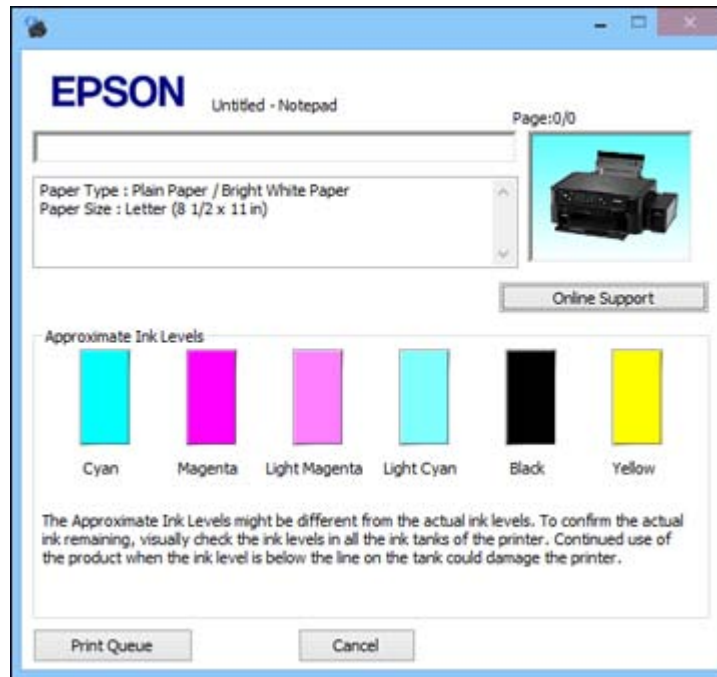 EPSON
Untitled - Notepad
Page:0/0
Paper Type : Plain Paper / Bright White Paper
Paper Size : Letter (8 1/2 x 11 in)
Online Support
Approximate Ink Levels
Cyan Magenta Light Magenta Light Cyan Black Yellow
The Approximate Ink Levels might be different from the actual ink levels. To confirm the actual
ink remaining, visually check the ink levels in all the ink tanks of the printer. Continued use of
the product when the ink level is below the line on the tank could damage the printer.
Print Queue Cancel